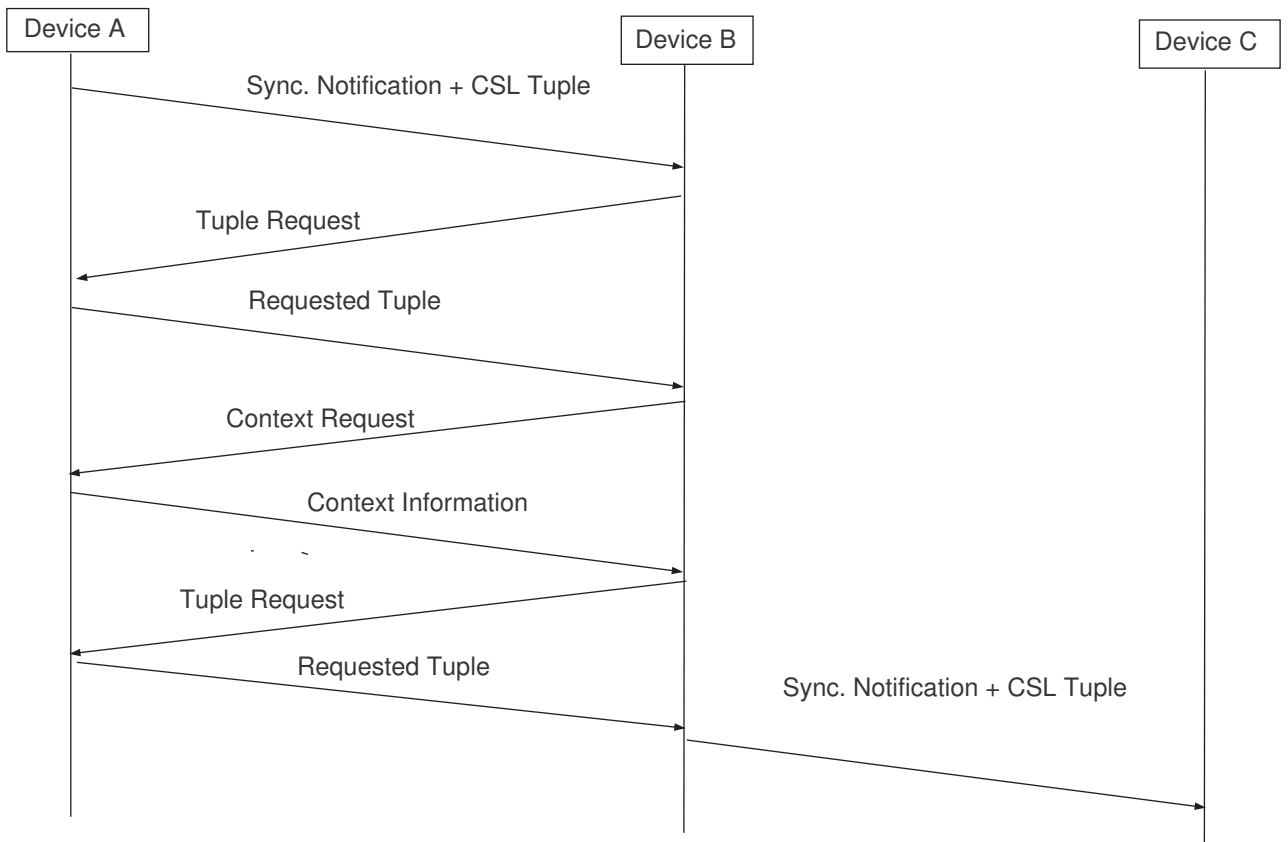 Device A
Device B
Device C
Sync. Notification + CSL Tuple
Tuple Request
Requested Tuple
Context Request
Context Information
Tuple Request
Requested Tuple
Sync. Notification + CSL Tuple